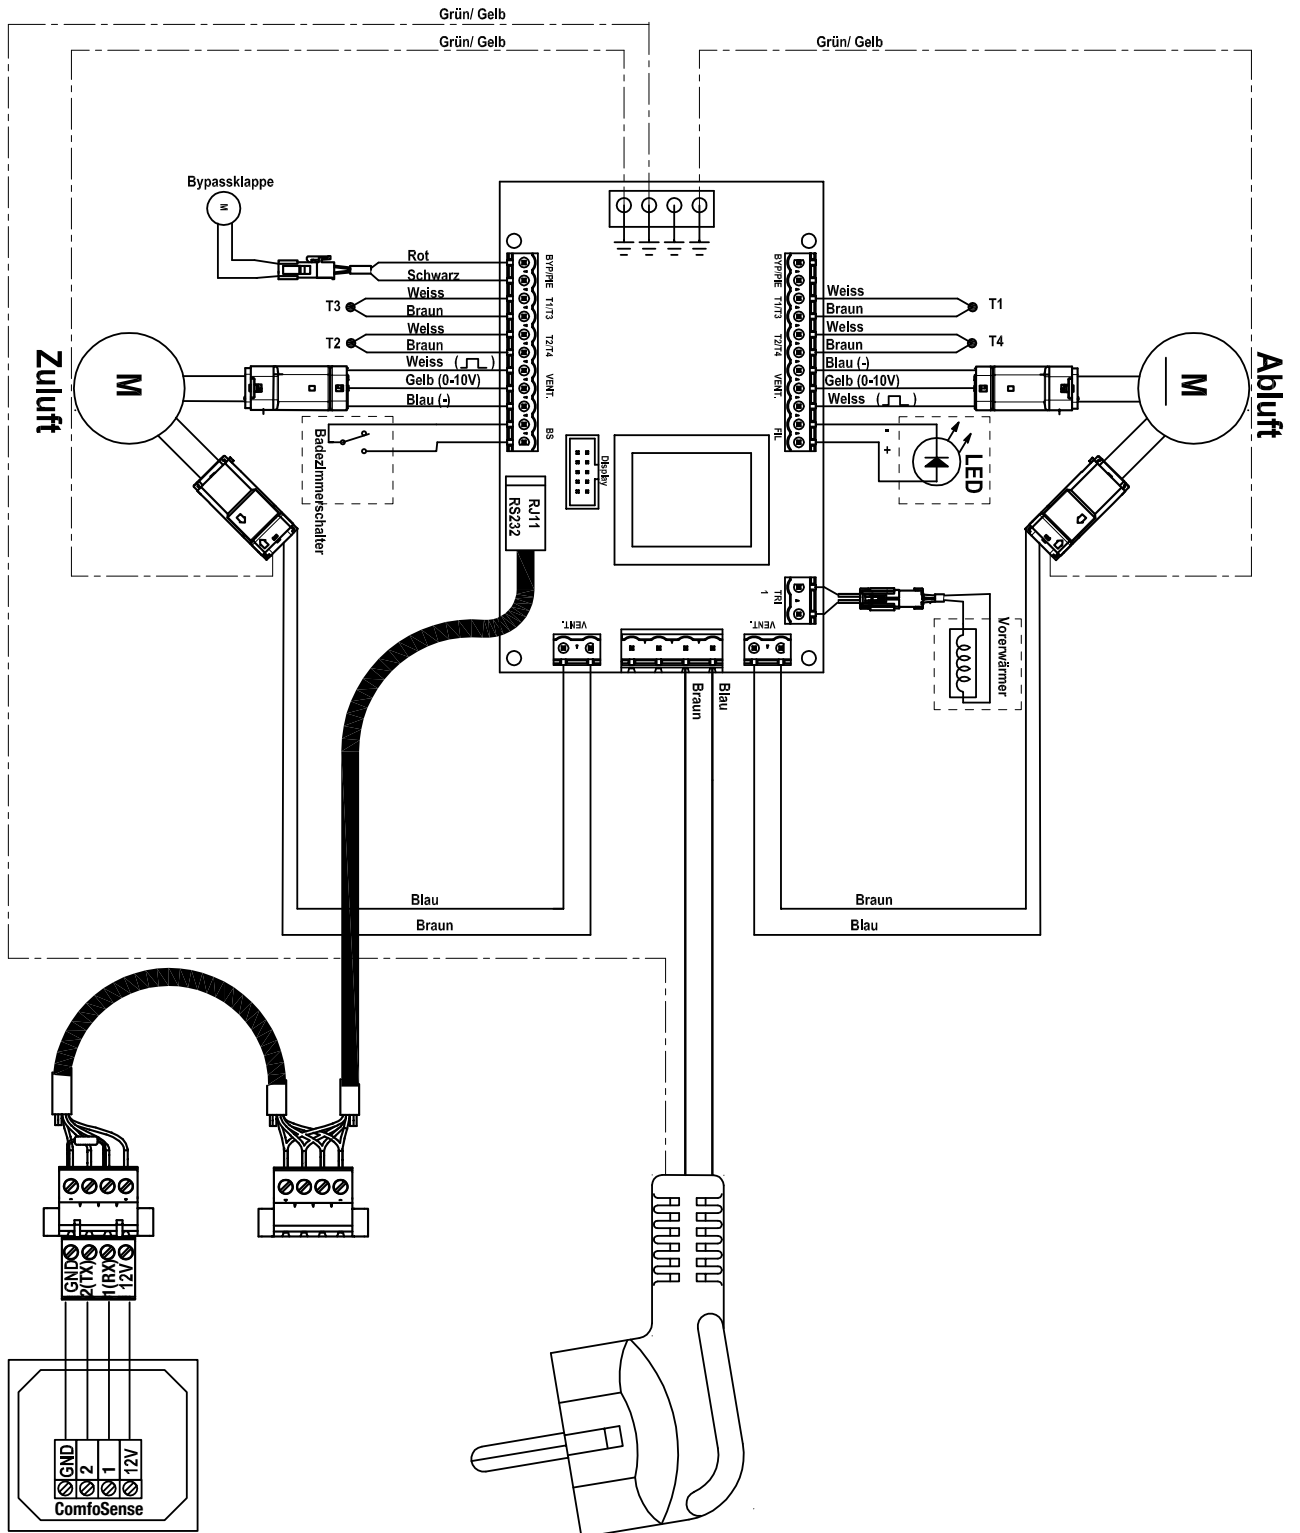 Grün/ Gelb
Grün/ Gelb
Grün/ Gelb
Bypassklappe
M
Rot
Schwarz
Weiss
T3
Braun
Welss
T2
Braun
Weiss ( )
Gelb (0-10V)
Blau (-)
BYP/PIE
T1/T3
T2/T4
VENT.
BS
BYP/PIE
T1/T3
T2/T4
VENT.
FIL
Weiss
T1
Braun
Welss
T4
Braun
Blau (-)
Gelb (0-10V)
Welss ( )
Zuluft
M
M
Abluft
Badezimmerschalter
Display
RJ11
RS232
-
+
LED
TRI
1
Vorerwärmer
VENT.
VENT.
Braun
Blau
Blau
Braun
Braun
Blau
GND
2(TX)
1(RX)
12V
GND
2
1
12V
ComfoSense